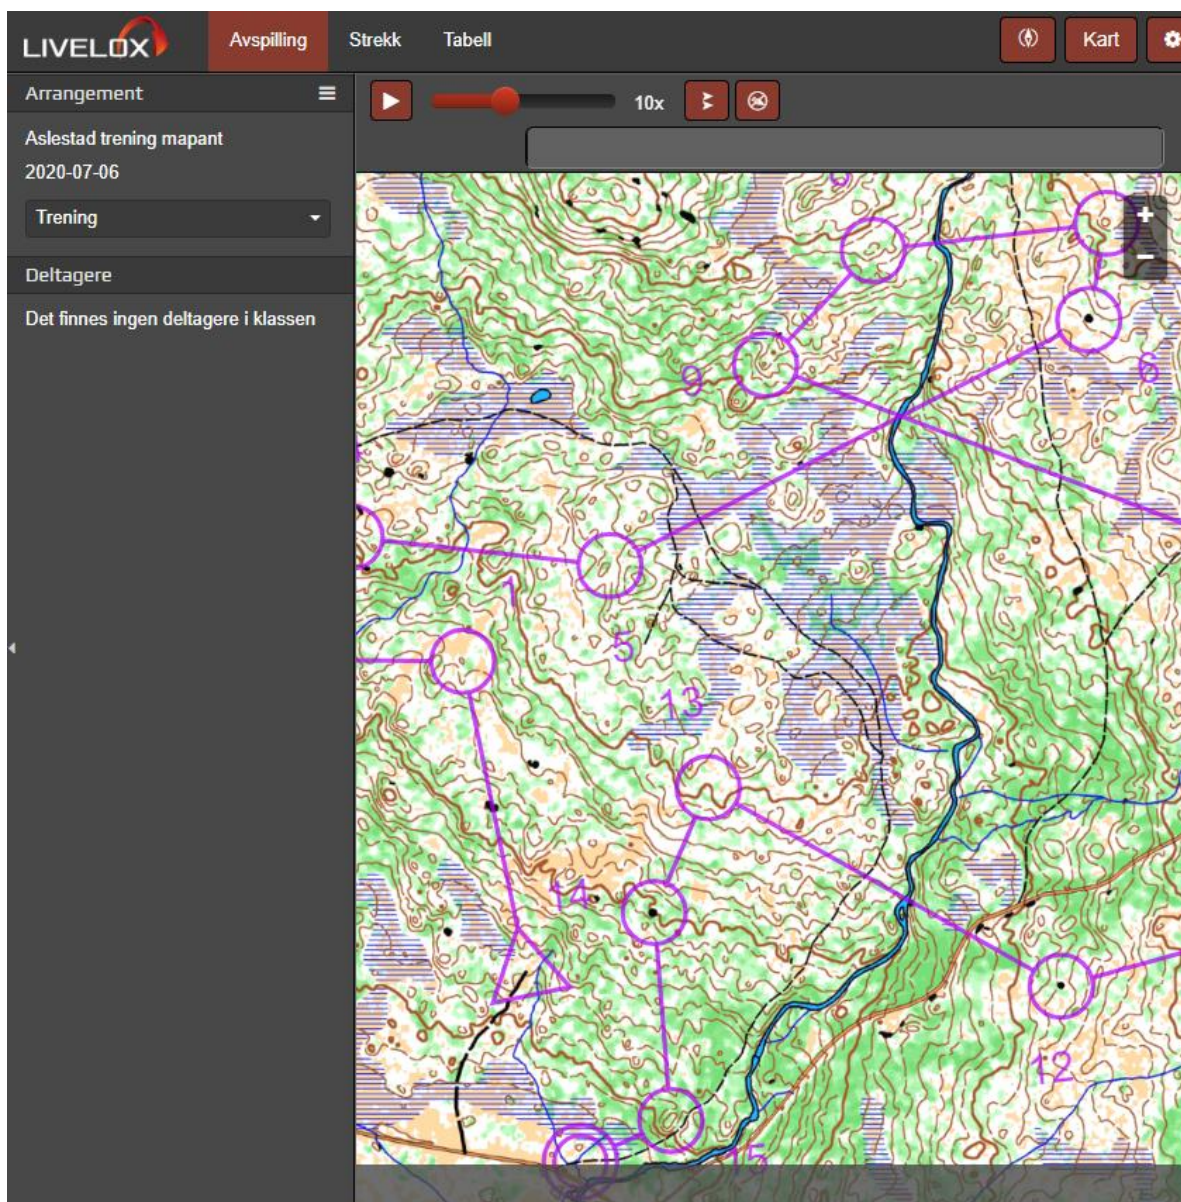 LIVELOX
Avspilling
Strekk
Tabell
Kart
Arrangement
10x
Aslestad trening mapant
2020-07-06
Trening
Deltagere
Det finnes ingen deltagere i klassen
+
−
9
6
1
5
13
14
12
15